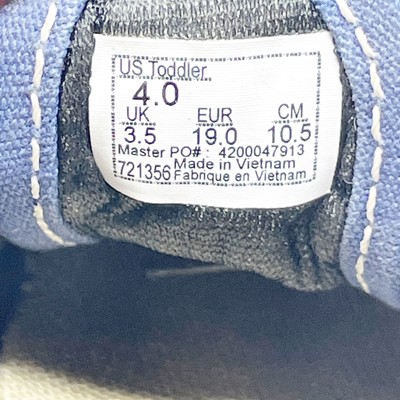 US Toddler
4.0
UK EUR CM
3.5 19.0 10.5
Master PO# : 4200047913
Made in Vietnam
721356 Fabrique en Vietnam